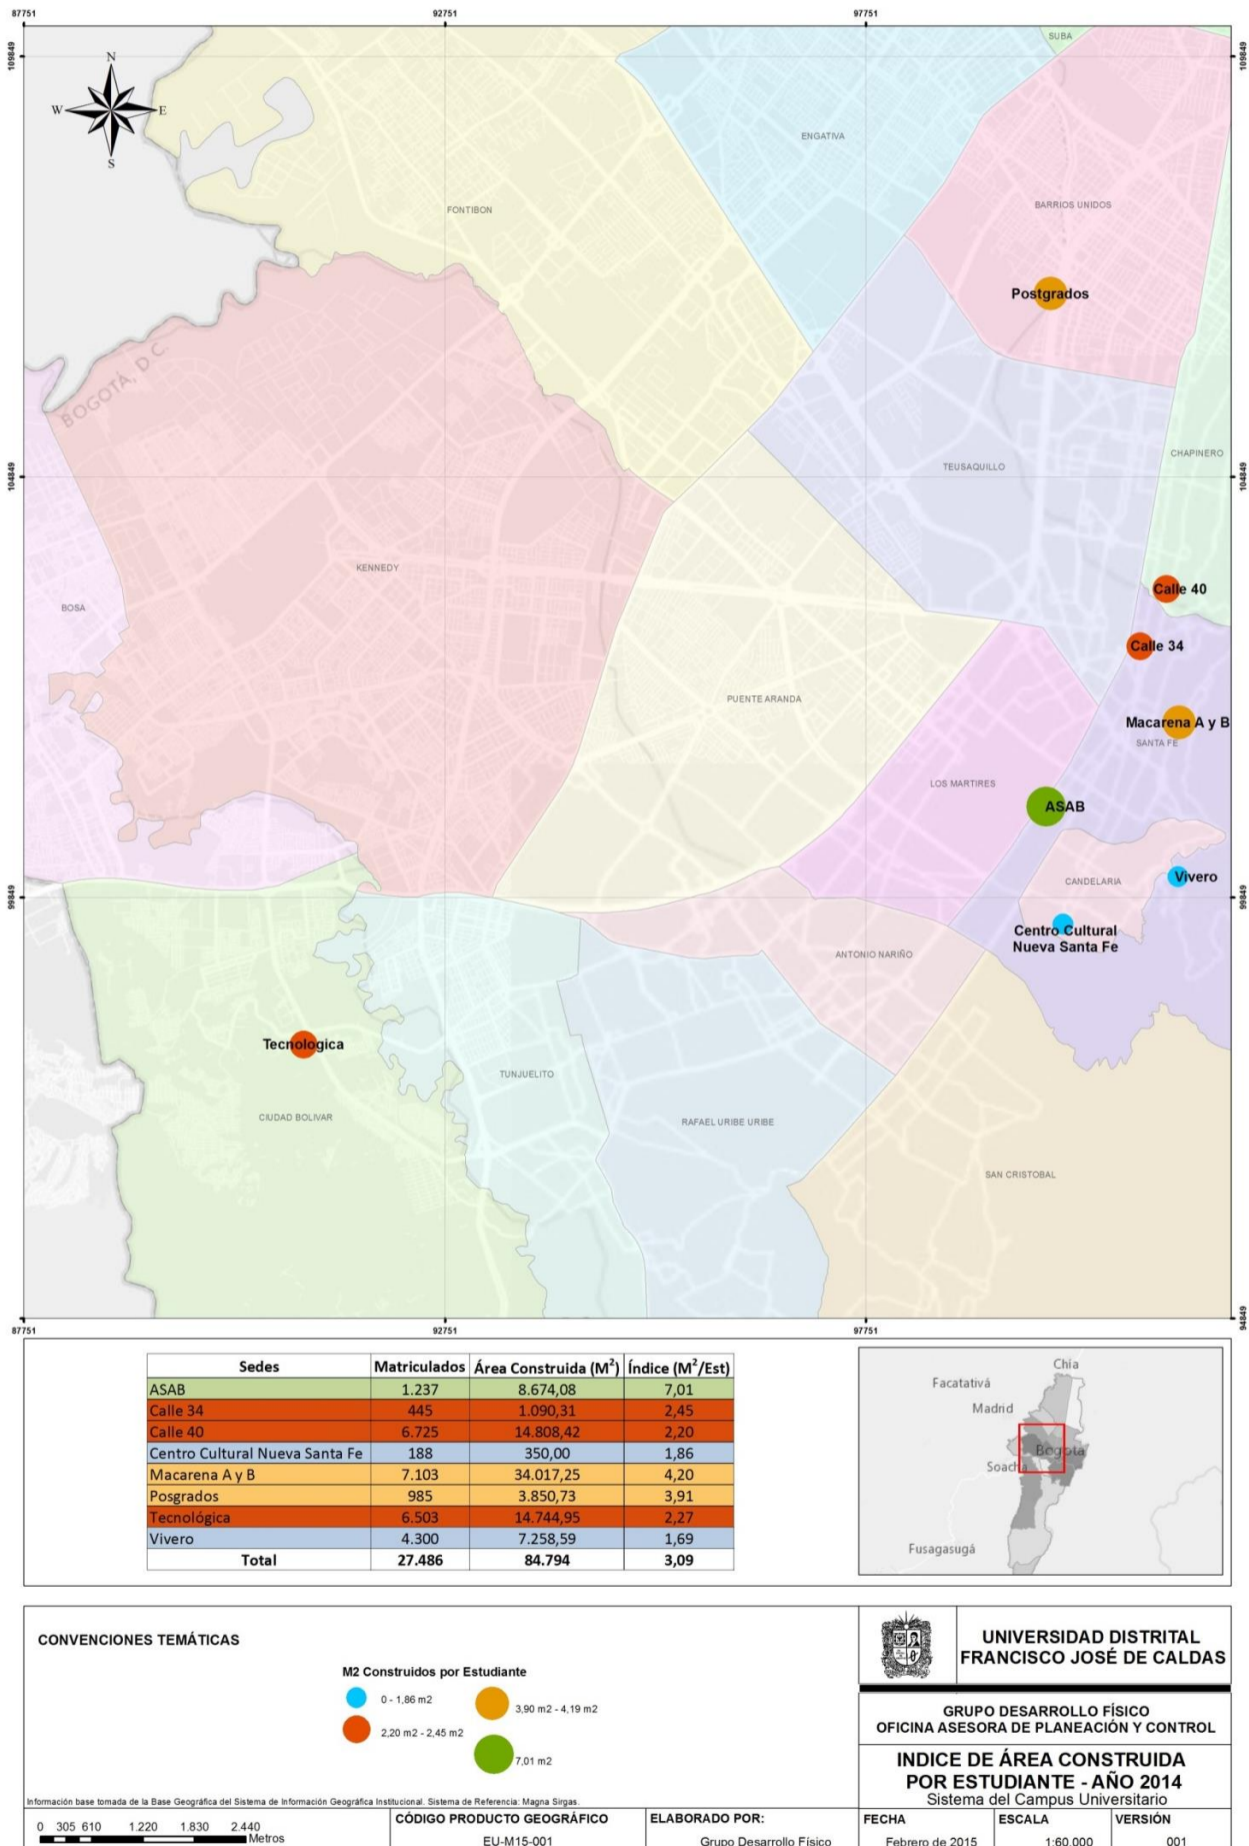 87751 92751 97751
109849 109849
N
W E
S
SUBA
ENGATIVA
FONTIBON
BARRIOS UNIDOS
Postgrados
BOGOTÁ, D.C.
CHAPINERO
TEUSAQUILLO
104849 104849
KENNEDY
BOSA
Calle 40
Calle 34
PUENTE ARANDA
Macarena A y B
SANTA FE
LOS MARTIRES
ASAB
CANDELARIA
Vivero
99849 99849
Centro Cultural
Nueva Santa Fe
ANTONIO NARIÑO
Tecnologica
TUNJUELITO
CIUDAD BOLIVAR
RAFAEL URIBE URIBE
SAN CRISTOBAL
94849
87751 92751 97751
Sedes Matriculados Área Construida (M2) Índice (M2/Est)
ASAB 1.237 8.674,08 7,01
Calle 34 445 1.090,31 2,45
Calle 40 6.725 14.808,42 2,20
Centro Cultural Nueva Santa Fe 188 350,00 1,86
Macarena A y B 7.103 34.017,25 4,20
Posgrados 985 3.850,73 3,91
Tecnológica 6.503 14.744,95 2,27
Vivero 4.300 7.258,59 1,69
Total 27.486 84.794 3,09
Chía
Facatativá
Madrid
Bogotá
Soacha
Fusagasugá
CONVENCIONES TEMÁTICAS
M2 Construidos por Estudiante
0 - 1,86 m2
3,90 m2 - 4,19 m2
2,20 m2 - 2,45 m2
7,01 m2
UNIVERSIDAD DISTRITAL
FRANCISCO JOSÉ DE CALDAS
GRUPO DESARROLLO FÍSICO
OFICINA ASESORA DE PLANEACIÓN Y CONTROL
INDICE DE ÁREA CONSTRUIDA
POR ESTUDIANTE - AÑO 2014
Sistema del Campus Universitario
Información base tomada de la Base Geográfica del Sistema de Información Geográfica Institucional. Sistema de Referencia: Magna Sirgas.
0 305 610 1.220 1.830 2.440
Metros
CÓDIGO PRODUCTO GEOGRÁFICO
EU-M15-001
ELABORADO POR:
Grupo Desarrollo Físico
FECHA
Febrero de 2015
ESCALA
1:60.000
VERSIÓN
001